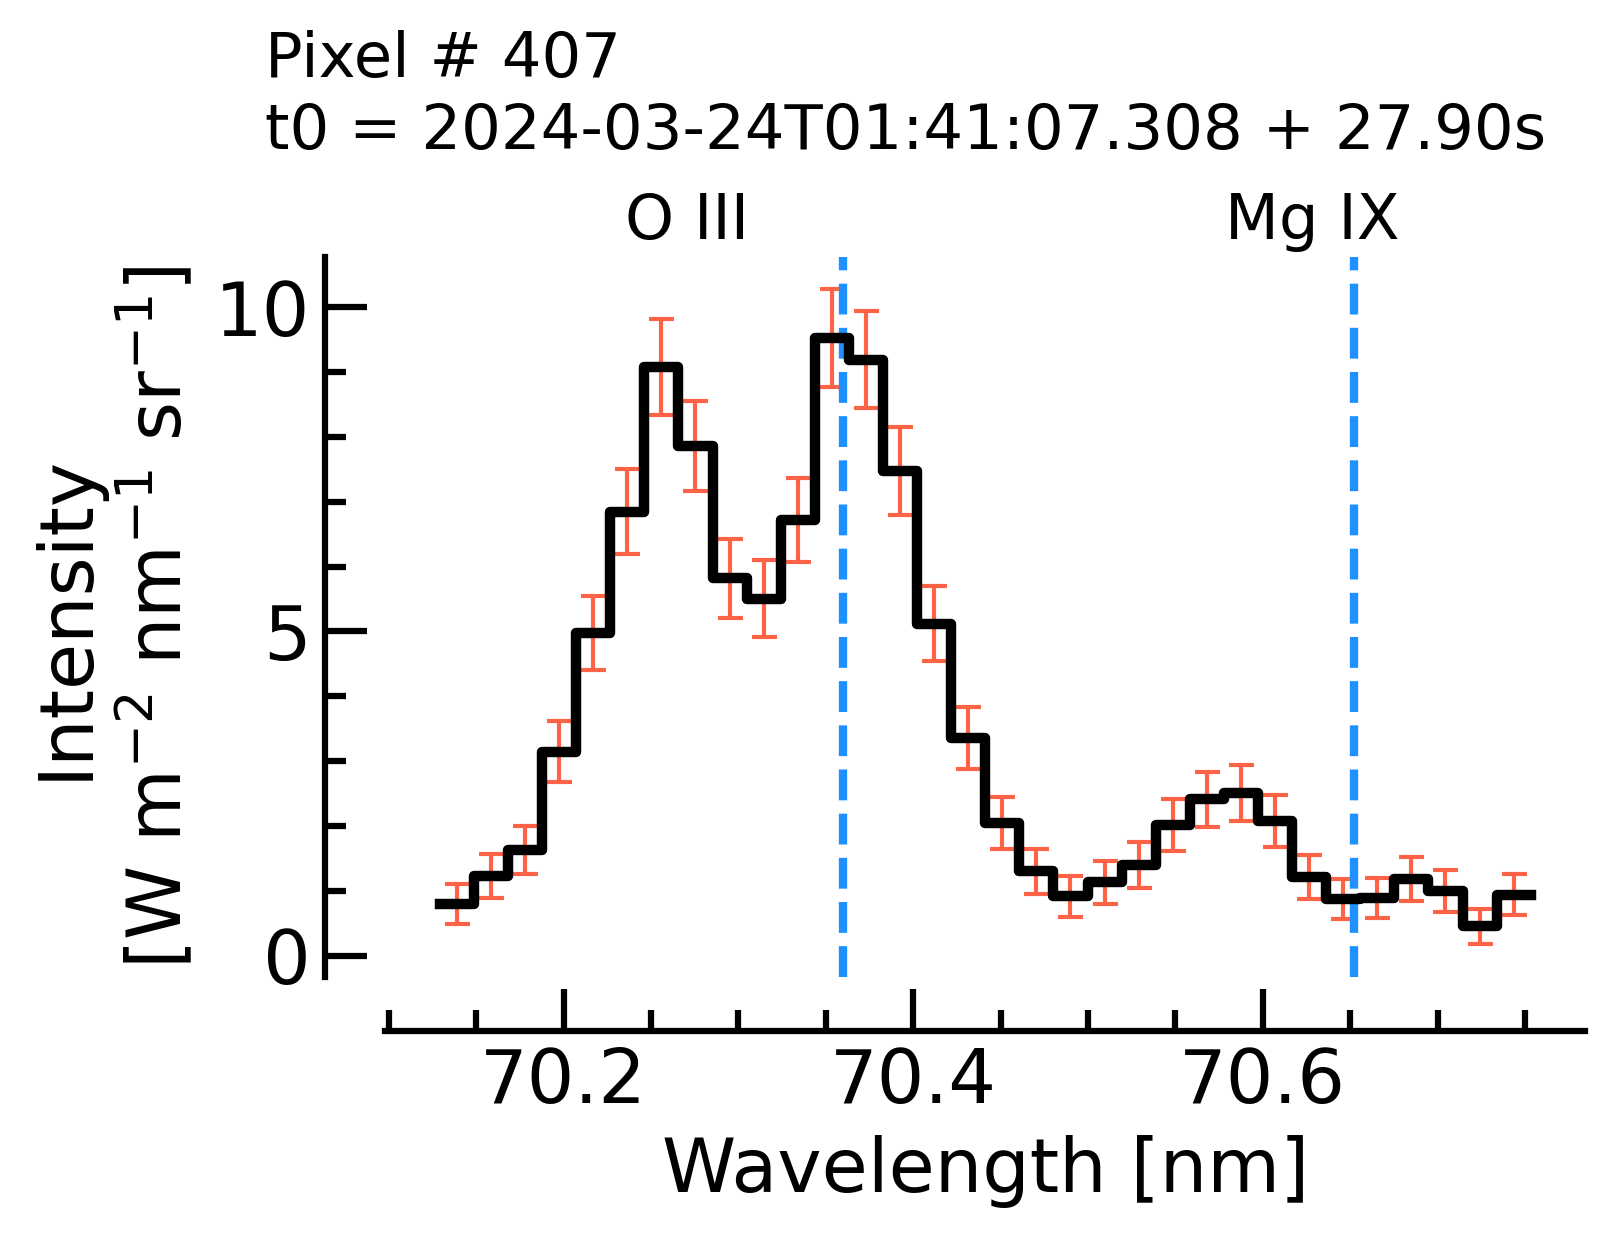 Pixel # 407
t0 = 2024-03-24T01:41:07.308 + 27.90s
O III
Mg IX
Intensity
[W m⁻² nm⁻¹ sr⁻¹]
10
5
0
70.2
70.4
70.6
Wavelength [nm]